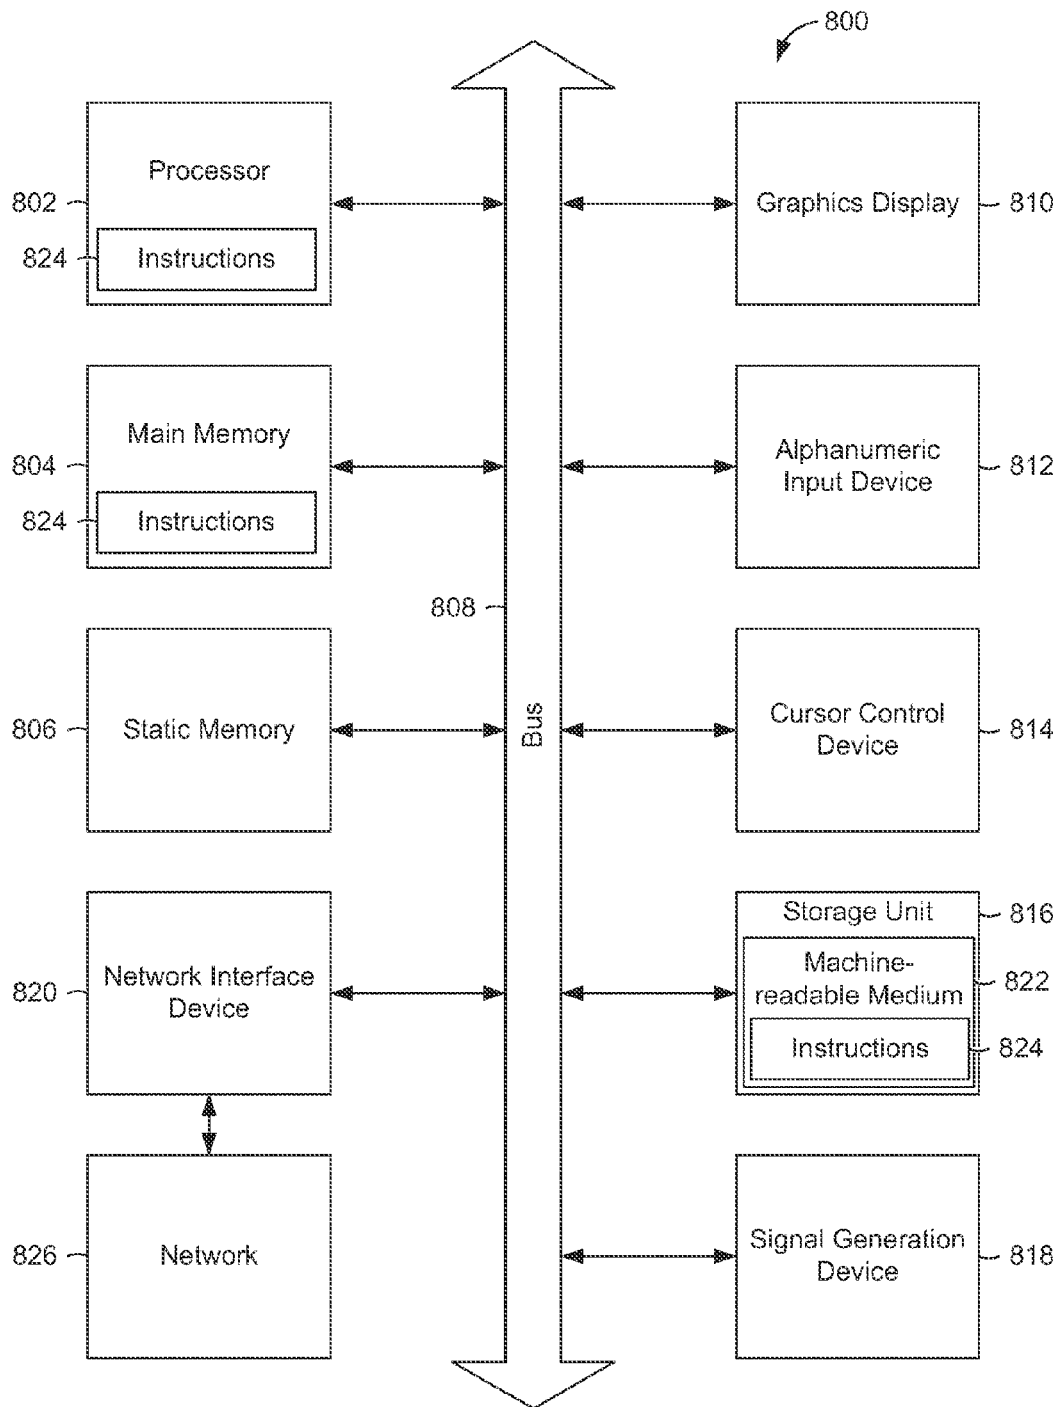 800
Processor
802
824
Instructions
Graphics Display
810
Main Memory
804
824
Instructions
Alphanumeric
Input Device
812
808
Bus
Static Memory
806
Cursor Control
Device
814
Network Interface
Device
820
Storage Unit
816
Machine-
readable Medium
822
Instructions
824
Network
826
Signal Generation
Device
818